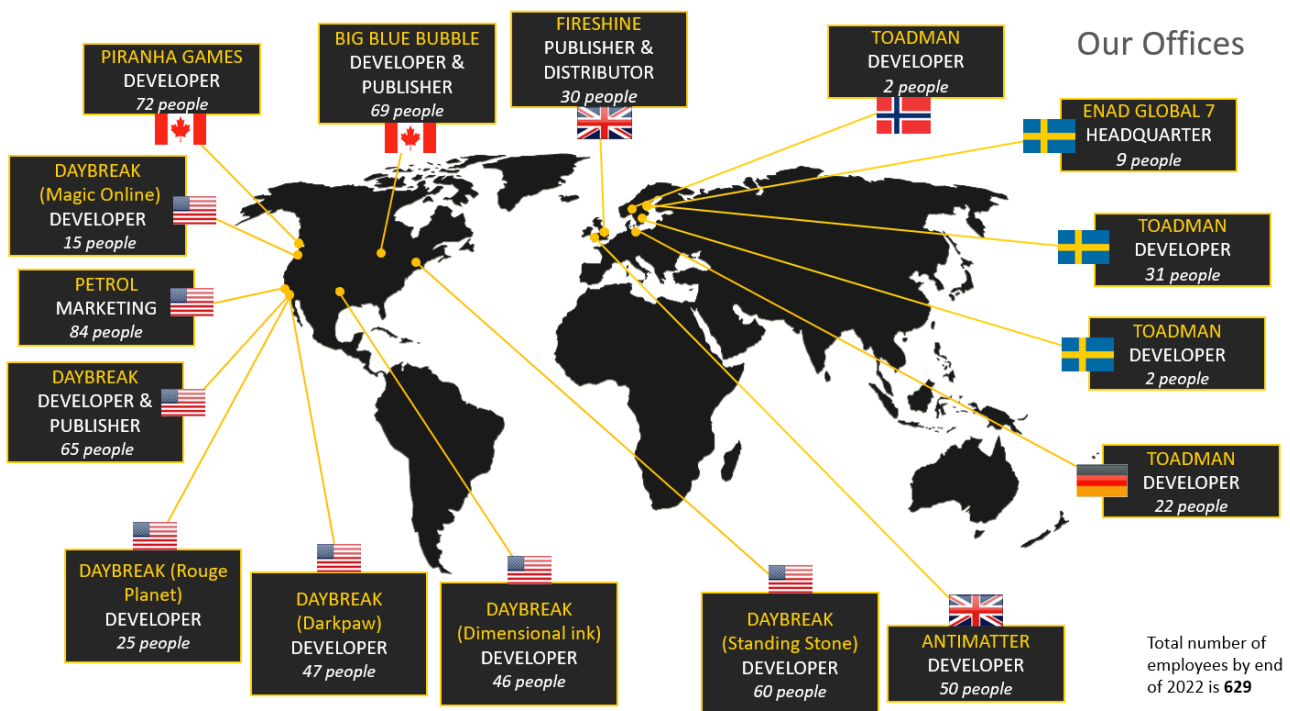 Our Offices
PIRANHA GAMES
DEVELOPER
72 people
BIG BLUE BUBBLE
DEVELOPER &
PUBLISHER
69 people
FIRESHINE
PUBLISHER &
DISTRIBUTOR
30 people
TOADMAN
DEVELOPER
2 people
ENAD GLOBAL 7
HEADQUARTER
9 people
DAYBREAK
(Magic Online)
DEVELOPER
15 people
TOADMAN
DEVELOPER
31 people
PETROL
MARKETING
84 people
TOADMAN
DEVELOPER
2 people
DAYBREAK
DEVELOPER &
PUBLISHER
65 people
TOADMAN
DEVELOPER
22 people
DAYBREAK (Rouge
Planet)
DEVELOPER
25 people
DAYBREAK
(Darkpaw)
DEVELOPER
47 people
DAYBREAK
(Dimensional ink)
DEVELOPER
46 people
DAYBREAK
(Standing Stone)
DEVELOPER
60 people
ANTIMATTER
DEVELOPER
50 people
Total number of
employees by end
of 2022 is 629